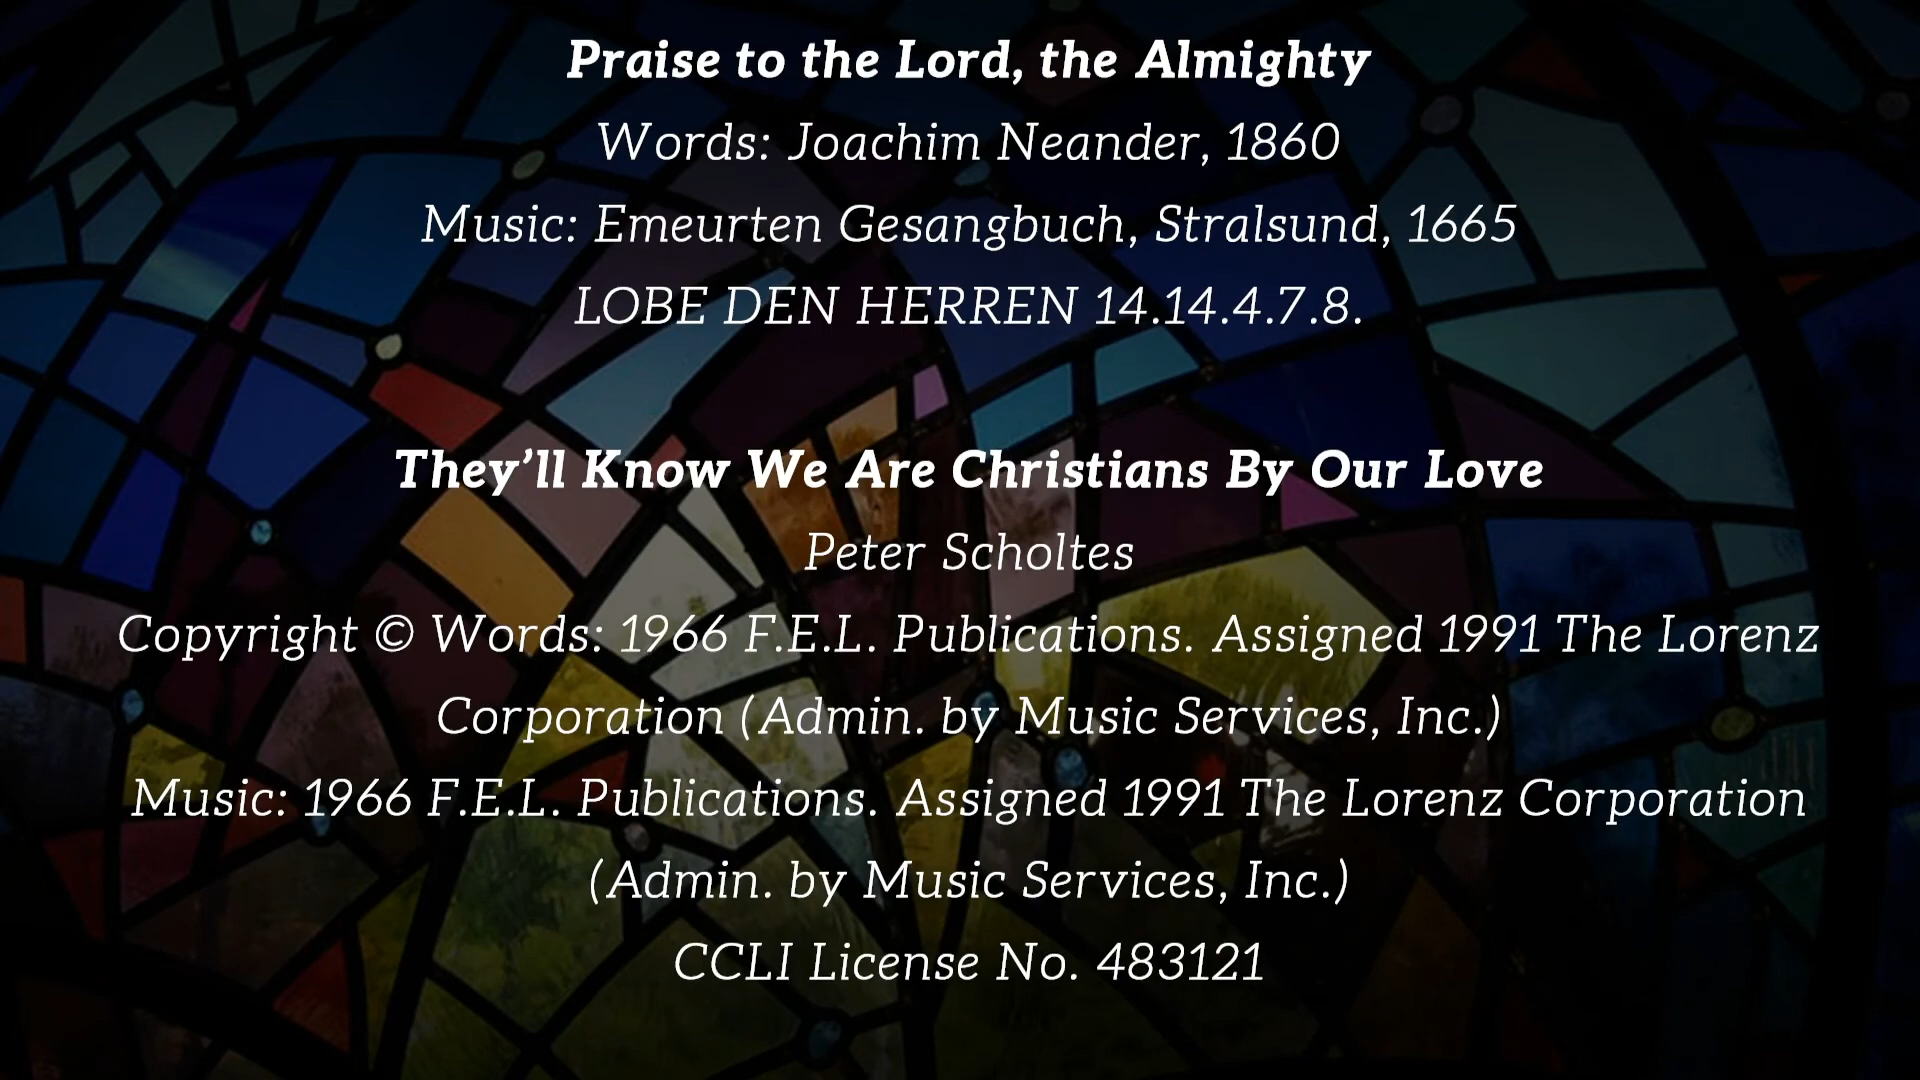 Praise to the Lord, the Almighty
Words: Joachim Neander, 1860
Music: Emeurten Gesangbuch, Stralsund, 1665
LOBE DEN HERREN 14.14.4.7.8.
They’ll Know We Are Christians By Our Love
Peter Scholtes
Copyright © Words: 1966 F.E.L. Publications. Assigned 1991 The Lorenz
Corporation (Admin. by Music Services, Inc.)
Music: 1966 F.E.L. Publications. Assigned 1991 The Lorenz Corporation
(Admin. by Music Services, Inc.)
CCLI License No. 483121